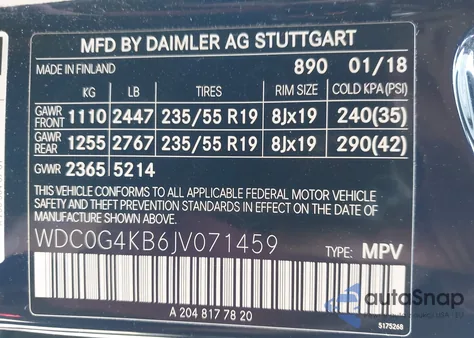 MFD BY DAIMLER AG STUTTGART
MADE IN FINLAND 890 01/18
KG LB TIRES RIM SIZE COLD KPA (PSI)
GAWR FRONT 1110 2447 235/55 R19 8Jx19 240(35)
GAWR REAR 1255 2767 235/55 R19 8Jx19 290(42)
GVWR 2365 5214
THIS VEHICLE CONFORMS TO ALL APPLICABLE FEDERAL MOTOR VEHICLE
SAFETY AND THEFT PREVENTION STANDARDS IN EFFECT
ON THE DATE OF MANUFACTURE SHOWN ABOVE.
WDC0G4KB6JV071459 TYPE: MPV
A 204 817 78 20
autoSnap
5175268